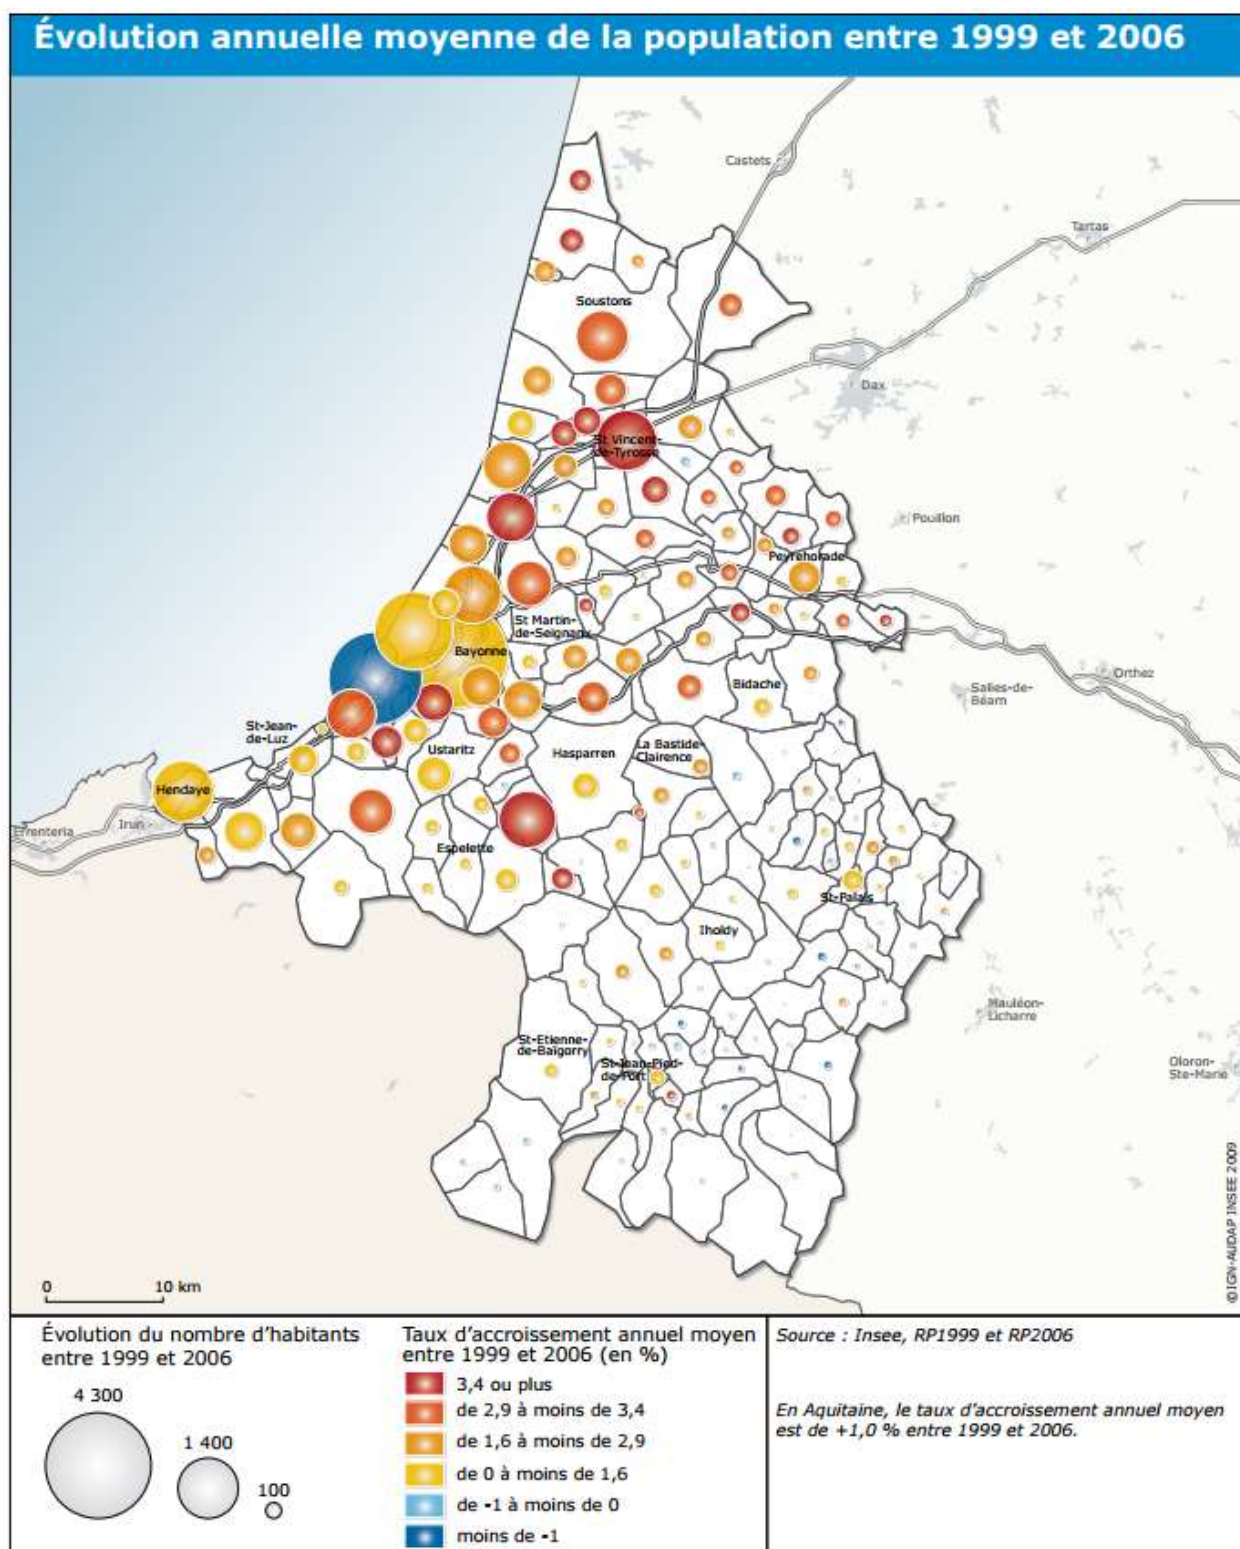 Évolution annuelle moyenne de la population entre 1999 et 2006
Castets
Tartas
Soustons
Dax
St Vincent-
de-Tyrosse
Pouillon
Peyrehorade
St Martin-
de-Seignanx
Bayonne
Bidache
Salies-de-
Béarn
Orthez
St-Jean-
de-Luz
Ustaritz
Hasparren
La Bastide-
Clairence
Hendaye
Irun
Espelette
St-Palais
Iholdy
Mauléon-
Licharre
St-Etienne-
de-Baïgorry
St-Jean-Pied-
de-Port
Oloron-
Ste-Marie
©IGN-AUDAP INSEE 2009
0 10 km
Évolution du nombre d'habitants
entre 1999 et 2006
4 300
1 400
100
Taux d'accroissement annuel moyen
entre 1999 et 2006 (en %)
3,4 ou plus
de 2,9 à moins de 3,4
de 1,6 à moins de 2,9
de 0 à moins de 1,6
de -1 à moins de 0
moins de -1
Source : Insee, RP1999 et RP2006
En Aquitaine, le taux d'accroissement annuel moyen
est de +1,0 % entre 1999 et 2006.